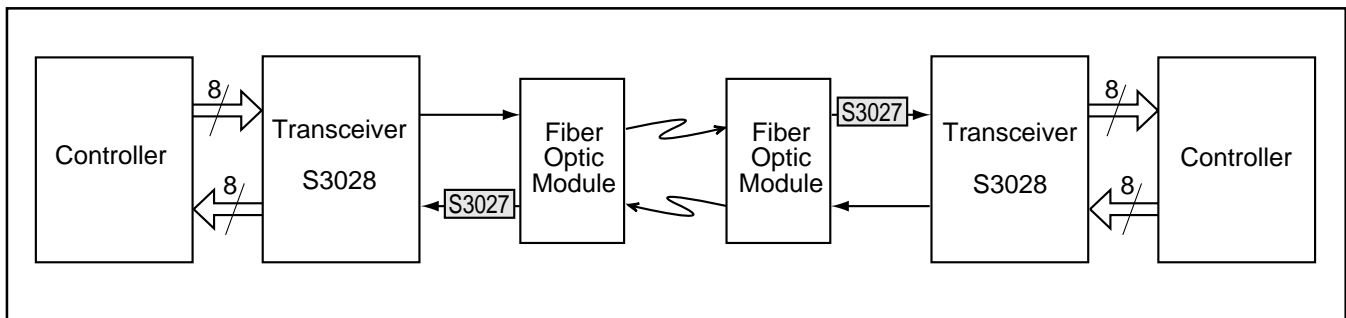 Controller
8
8
Transceiver
S3028
S3027
Fiber
Optic
Module
Fiber
Optic
Module
S3027
Transceiver
S3028
8
8
Controller